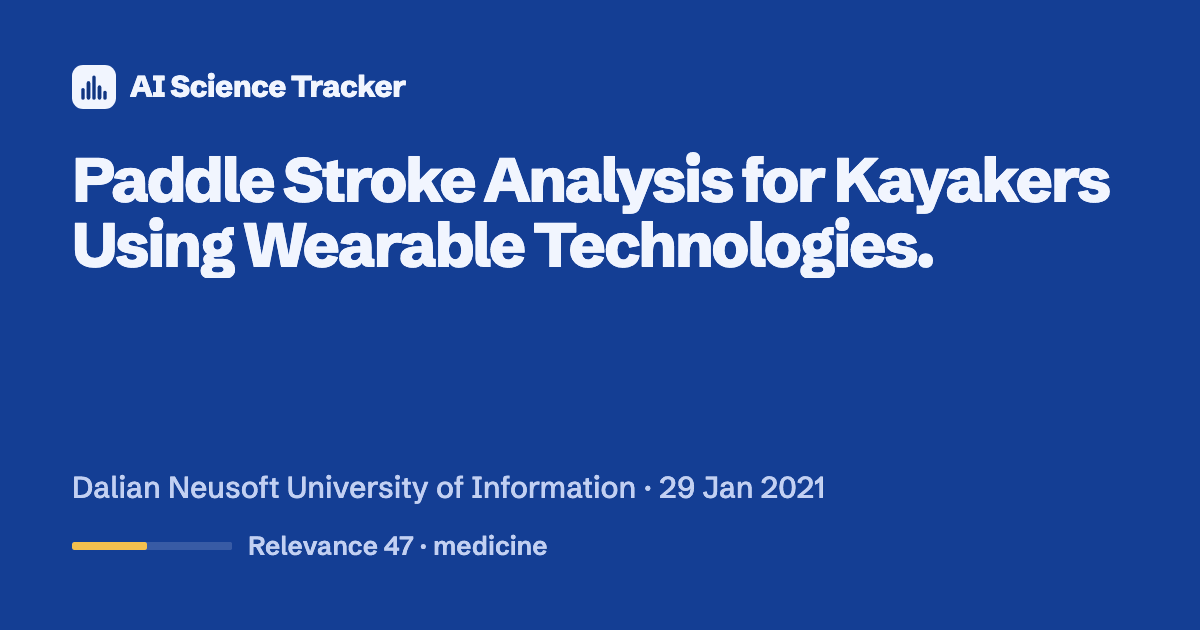 AI Science Tracker
Paddle Stroke Analysis for Kayakers
Using Wearable Technologies.
Dalian Neusoft University of Information · 29 Jan 2021
Relevance 47 · medicine